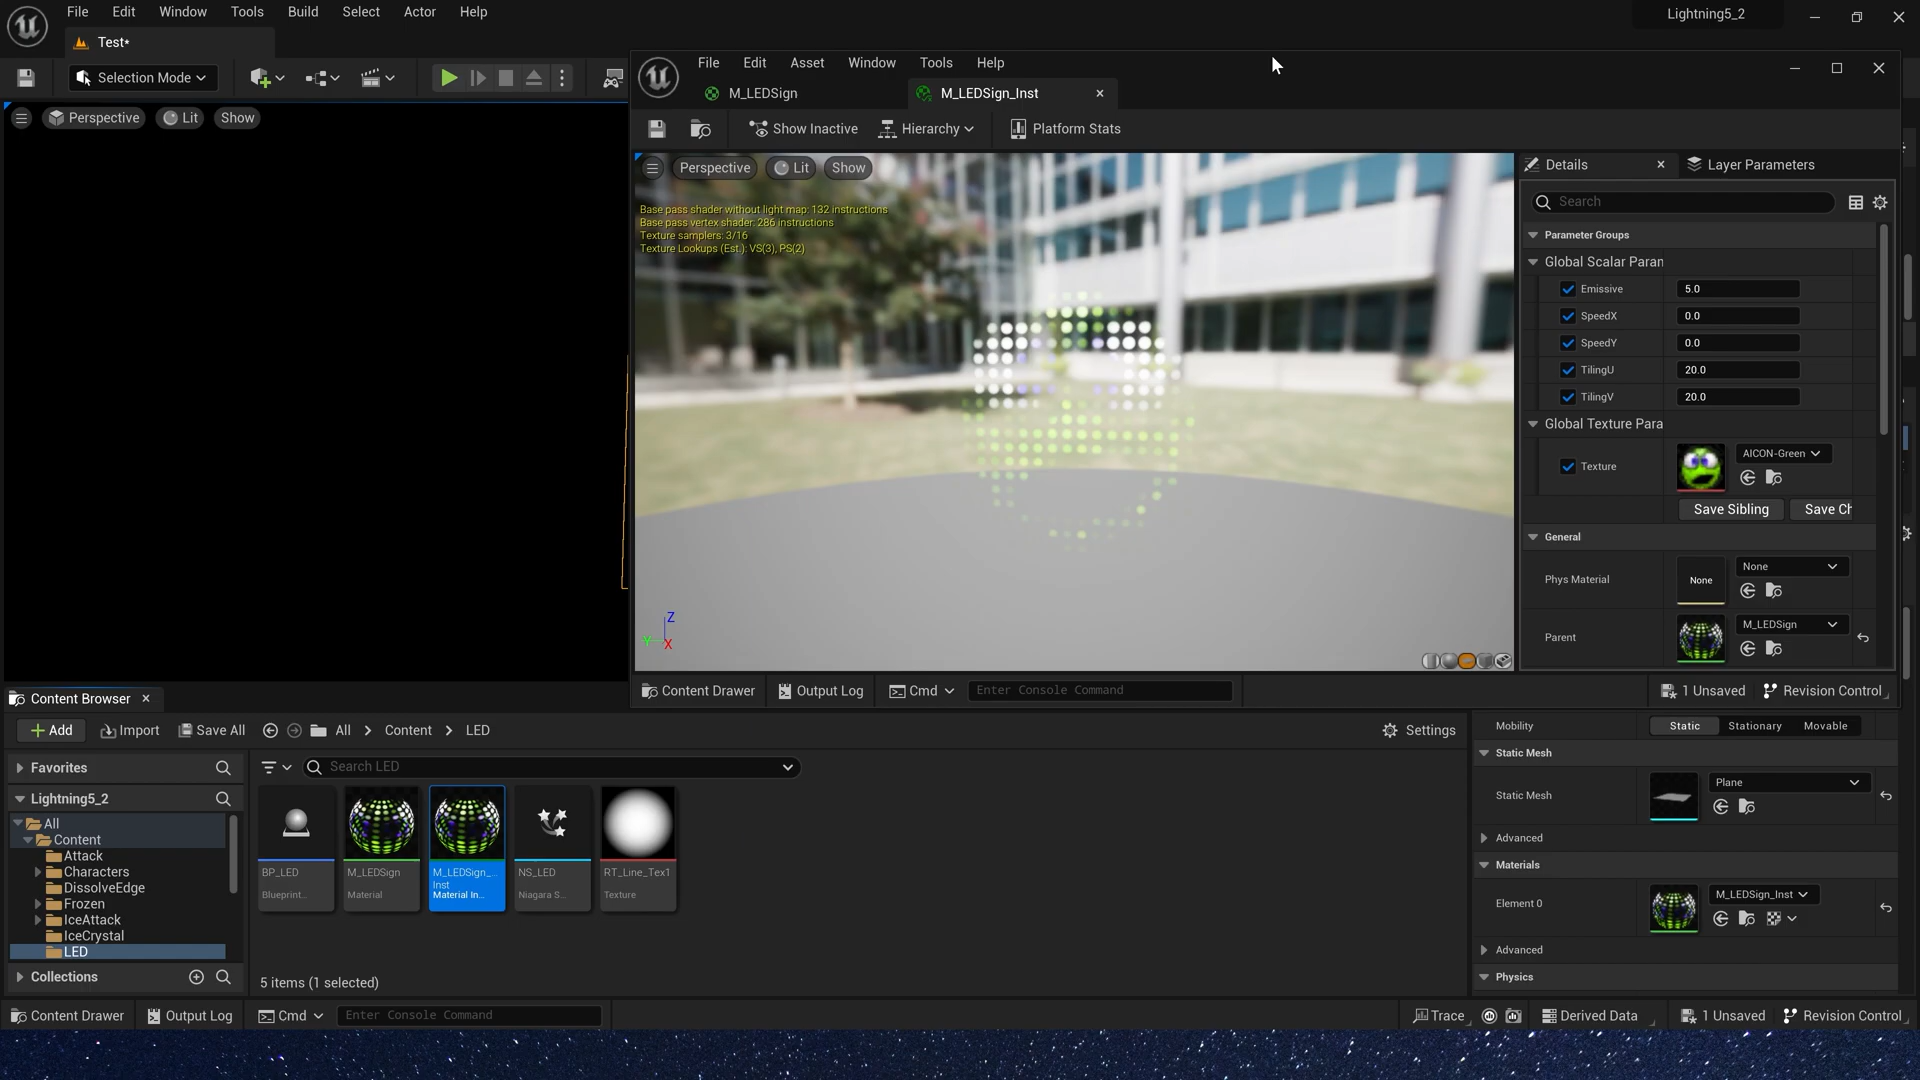 File Edit Window Tools Build Select Actor Help
Lightning5_2
Test*
Selection Mode
Perspective Lit Show
File Edit Asset Window Tools Help
M_LEDSign
M_LEDSign_Inst
Show Inactive Hierarchy Platform Stats
Perspective Lit Show
Base pass shader without light map: 132 instructions
Base pass vertex shader: 286 instructions
Texture samplers: 3/16
Texture Lookups (Est.): VS(3), PS(2)
Z
Y
X
Details
Layer Parameters
Search
Parameter Groups
Global Scalar Paran
Emissive 5.0
SpeedX 0.0
SpeedY 0.0
TilingU 20.0
TilingV 20.0
Global Texture Para
Texture
AICON-Green
Save Sibling Save Ch
General
Phys Material
None
None
Parent
M_LEDSign
Content Drawer Output Log Cmd Enter Console Command
1 Unsaved Revision Control
Content Browser
Add Import Save All All Content LED
Settings
Favorites
Search LED
Lightning5_2
All
Content
Attack
Characters
DissolveEdge
Frozen
IceAttack
IceCrystal
LED
Collections
BP_LED
Blueprint...
M_LEDSign
Material
M_LEDSign_...
Inst
Material In...
NS_LED
Niagara S...
RT_Line_Tex1
Texture
5 items (1 selected)
Mobility Static Stationary Movable
Static Mesh
Static Mesh
Plane
Advanced
Materials
Element 0
M_LEDSign_Inst
Advanced
Physics
Content Drawer Output Log Cmd Enter Console Command
Trace Derived Data 1 Unsaved Revision Control